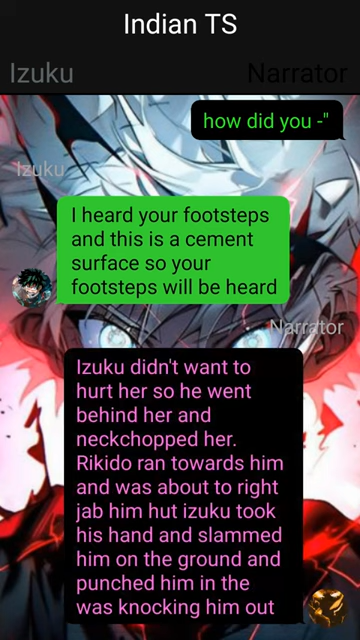 Indian TS
Izuku
Narrator
how did you -"
Izuku
I heard your footsteps
and this is a cement
surface so your
footsteps will be heard
Narrator
Izuku didn't want to
hurt her so he went
behind her and
neckchopped her.
Rikido ran towards him
and was about to right
jab him hut izuku took
his hand and slammed
him on the ground and
punched him in the
was knocking him out